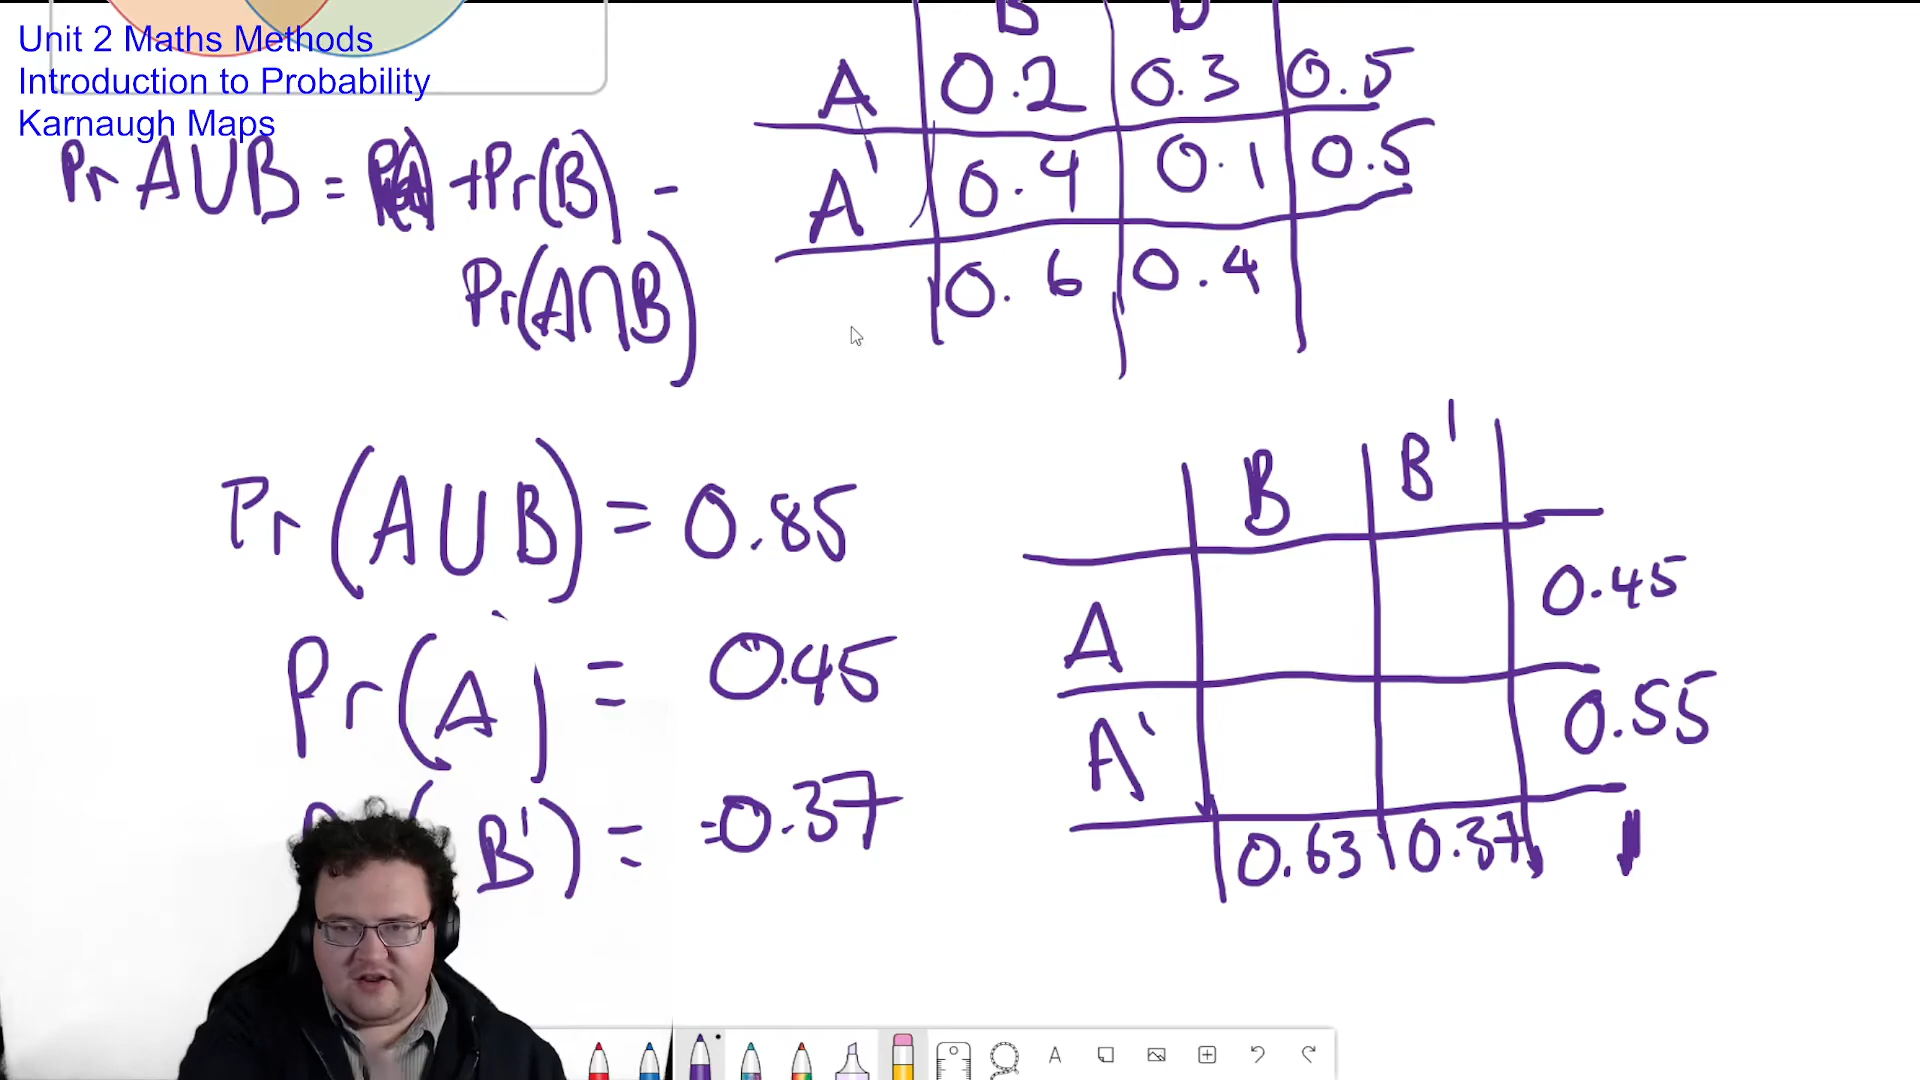 Unit 2 Maths Methods
Introduction to Probability
Karnaugh Maps
Pr A∪B = +Pr(B) -
Pr(A∩B)
B
A 0.2 0.3 0.5
A' 0.4 0.1 0.5
0.6 0.4
Pr(A∪B) = 0.85
Pr(A) = 0.45
B') = =0.37
B B'
A 0.45
A' 0.55
0.63 0.37 1
A